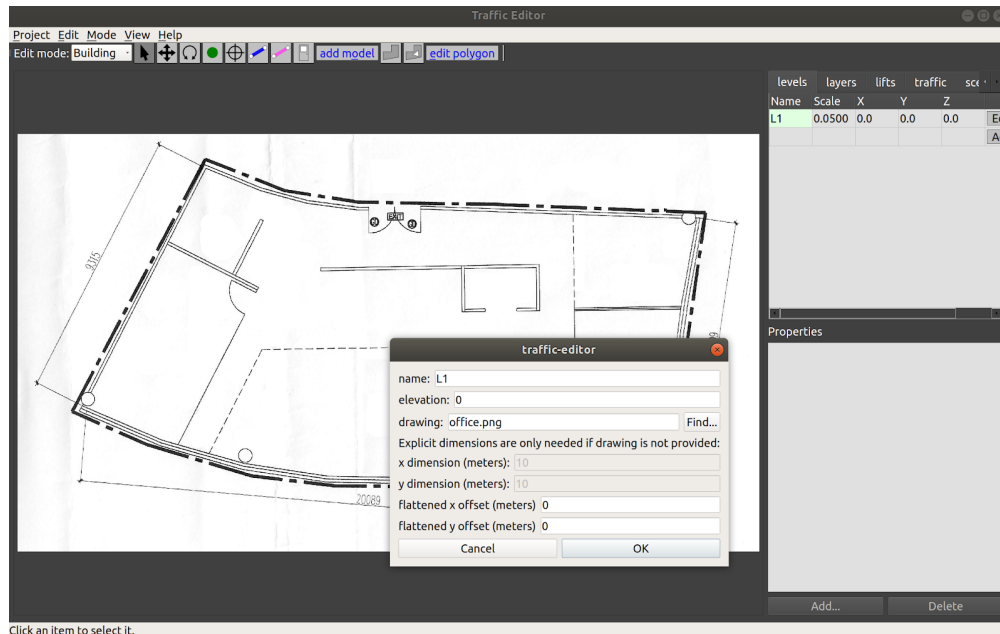 Traffic Editor
Project Edit Mode View Help
Edit mode: Building add model edit polygon
levels layers lifts traffic
Name Scale X Y Z
L1 0.0500 0.0 0.0 0.0
9315
EXIT
20089
Properties
traffic-editor
name: L1
elevation: 0
drawing: office.png Find...
Explicit dimensions are only needed if drawing is not provided:
x dimension (meters): 10
y dimension (meters): 10
flattened x offset (meters) 0
flattened y offset (meters) 0
Cancel OK
Add... Delete
Click an item to select it.